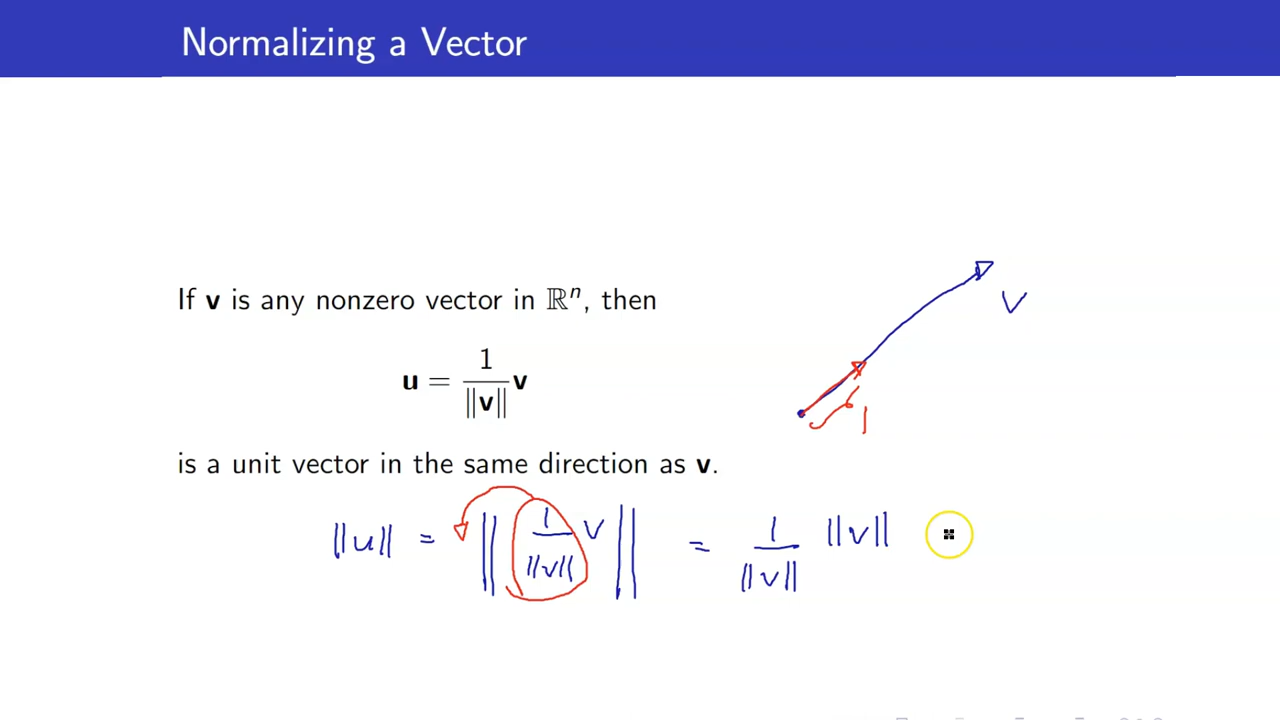 Normalizing a Vector
If v is any nonzero vector in ℝⁿ, then
v
u = 1/‖v‖ v
1
is a unit vector in the same direction as v.
‖u‖ = ‖ 1/‖v‖ v ‖ = 1/‖v‖ ‖v‖